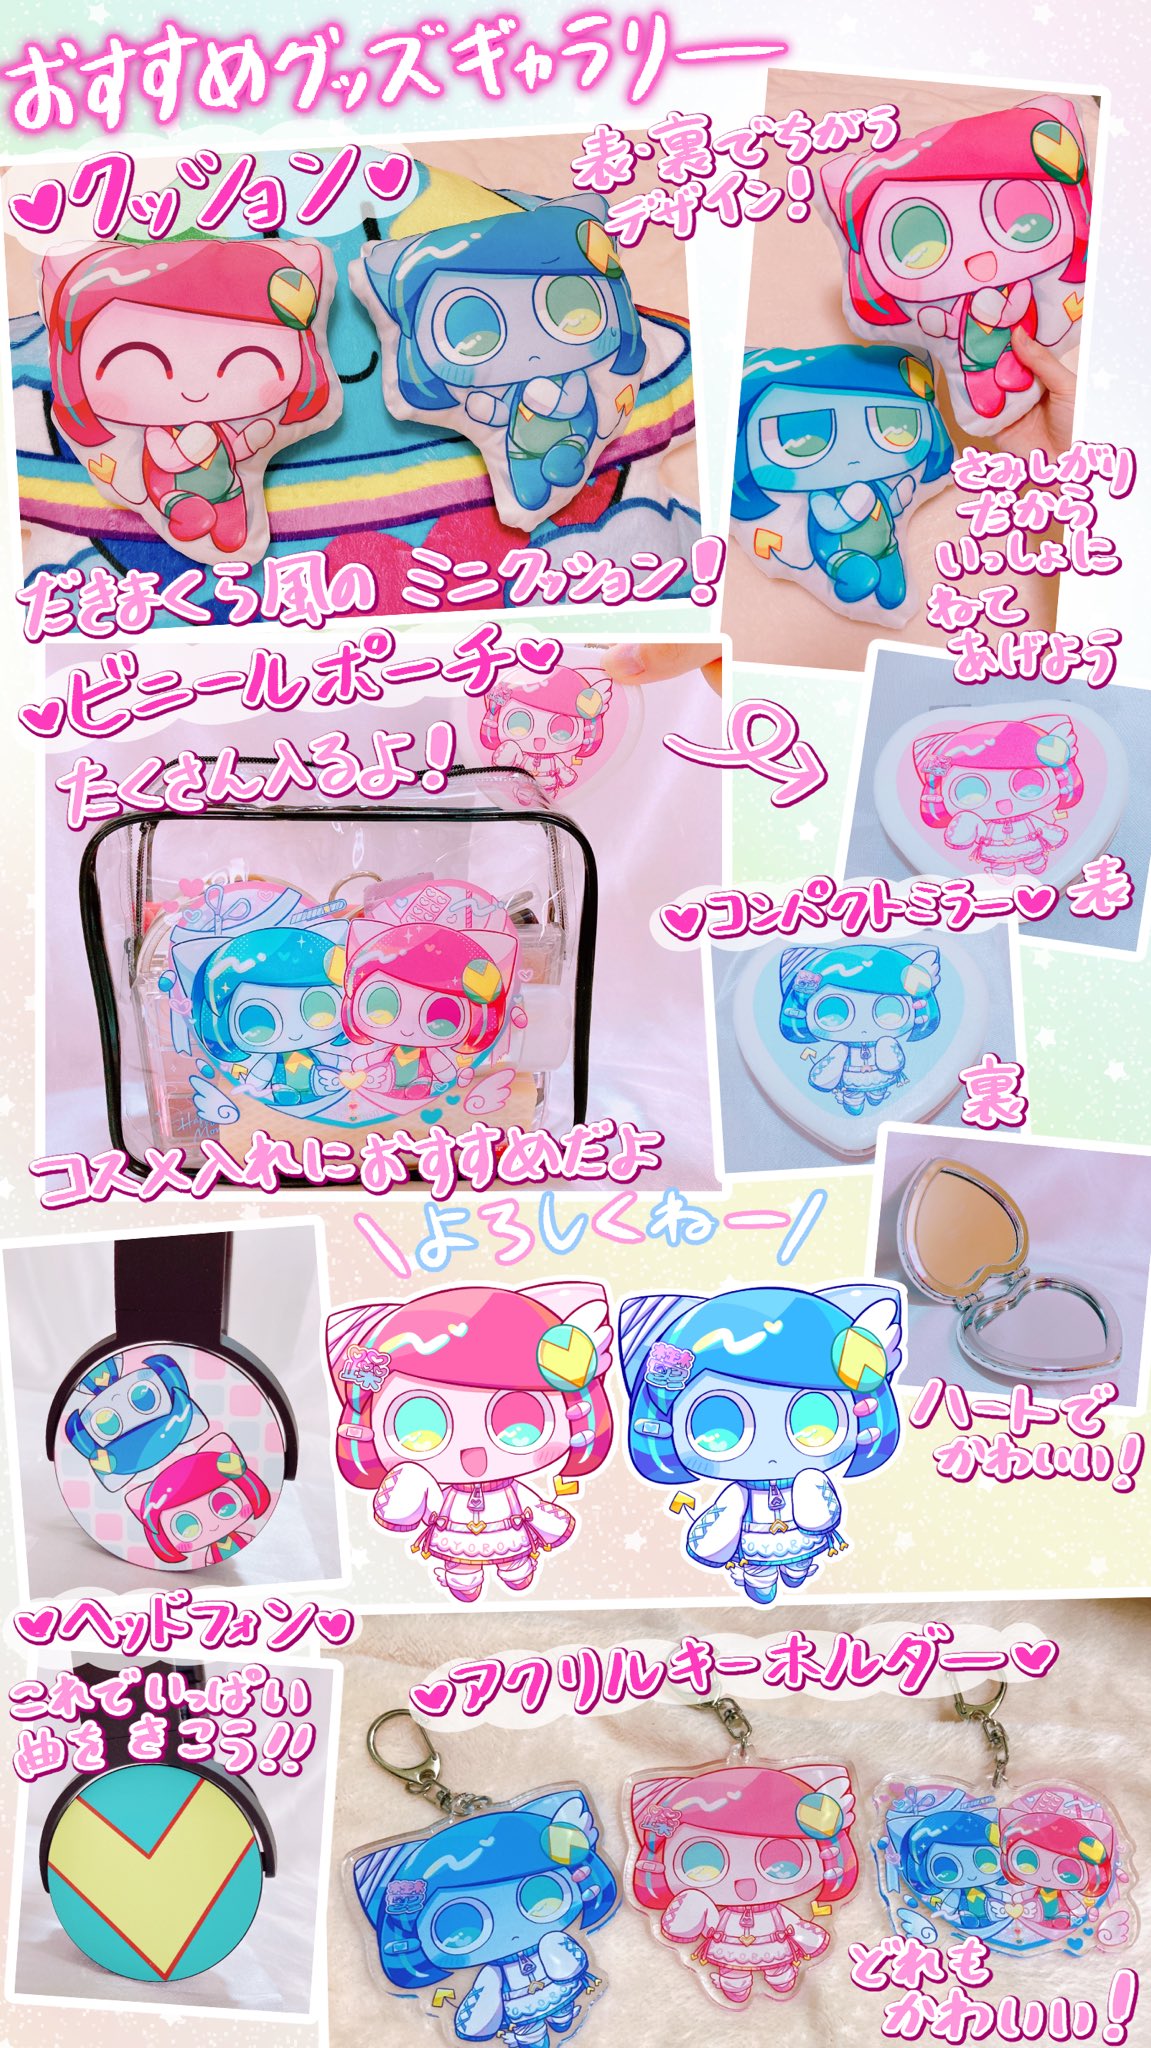 おすすめグッズギャラリー
♥クッション♥
表・裏でちがう
デザイン!
さみしがり
だから
いっしょに
ねて
あげよう
だきまくら風の ミニクッション!
♥ビニールポーチ♥
たくさん入るよ!
コスメ入れにおすすめだよ
♥コンパクトミラー♥
表
裏
ハートで
かわいい!
\よろしくねー/
OYOROO
OYOROO
♥ヘッドフォン♥
これでいっぱい
曲をきこう!!
♥アクリルキーホルダー♥
どれも
かわいい!